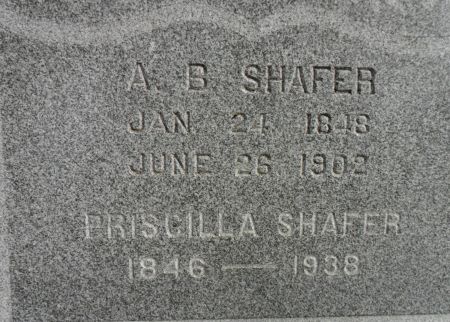 A. B. SHAFER
JAN. 24, 1848
JUNE 26, 1902
PRISCILLA SHAFER
1846 — 1938